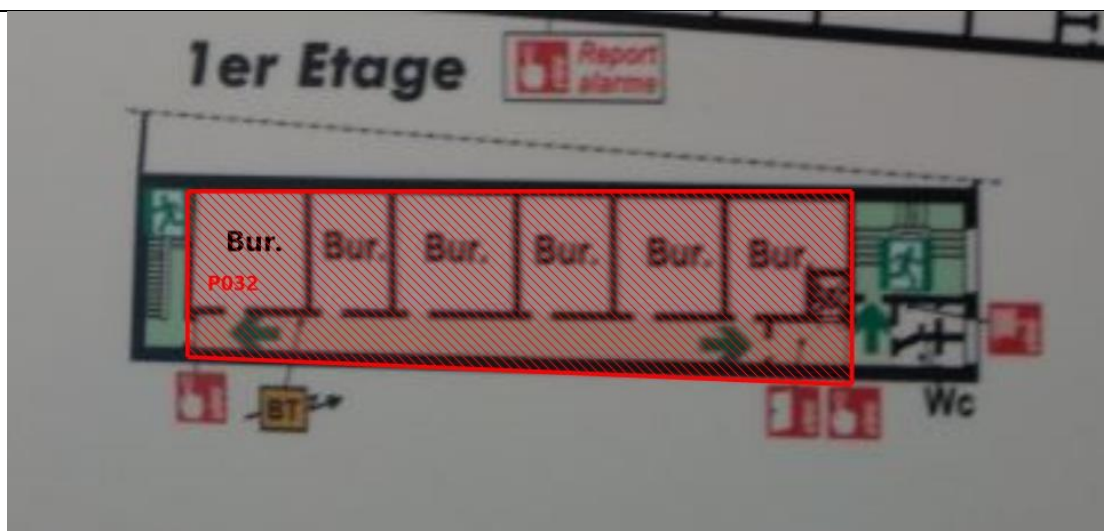 1er Etage
Report
alarme
Bur. Bur. Bur. Bur. Bur. Bur.
P032
BT
Wc